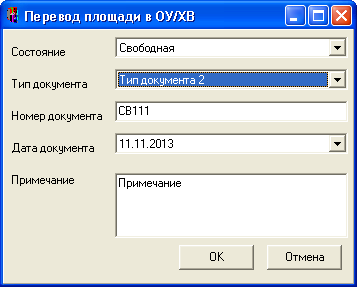 Перевод площади в ОУ/ХВ
Состояние Свободная
Тип документа Тип документа 2
Номер документа СВ111
Дата документа 11.11.2013
Примечание Примечание
OK Отмена